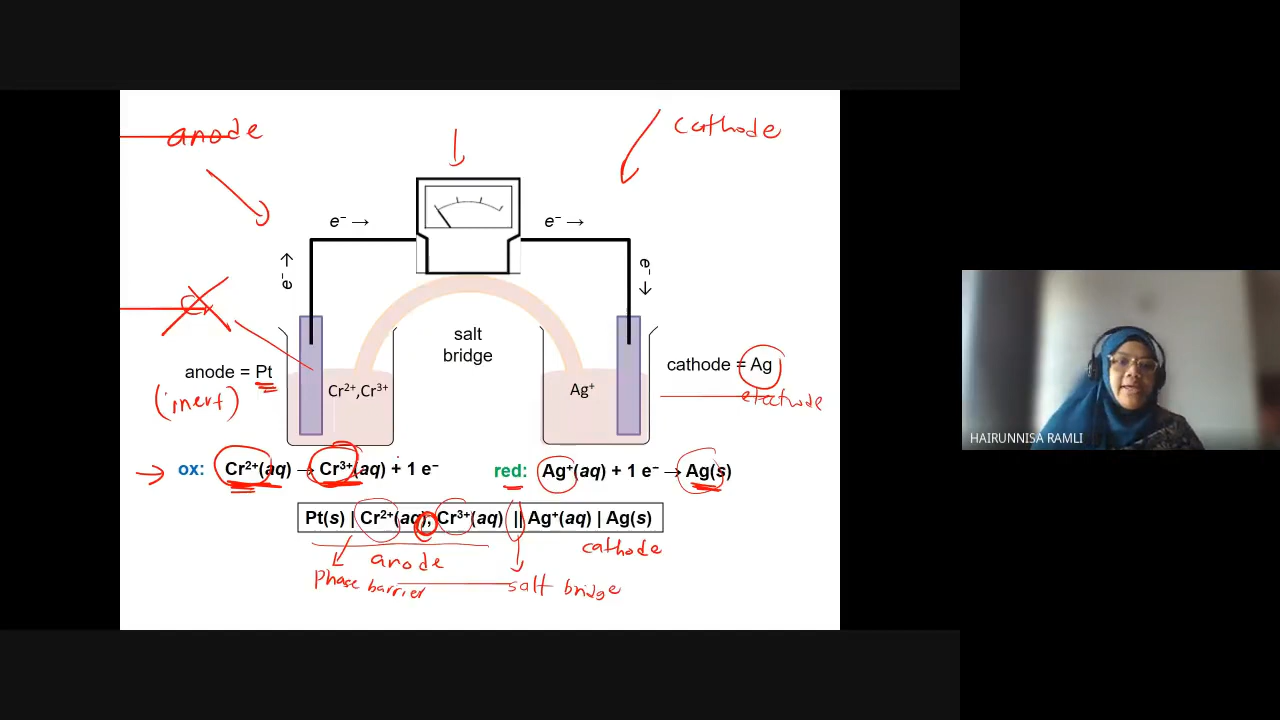 anode
cathode
e⁻ →
e⁻ →
e⁻ →
e⁻ →
Cr
salt
bridge
anode = Pt
(inert)
Cr²⁺,Cr³⁺
Ag⁺
cathode = Ag
electrode
ox: Cr²⁺(aq) → Cr³⁺(aq) + 1 e⁻
red: Ag⁺(aq) + 1 e⁻ → Ag(s)
Pt(s) | Cr²⁺(aq), Cr³⁺(aq) || Ag⁺(aq) | Ag(s)
anode
cathode
Phase barrier
salt bridge
HAIRUNNISA RAMLI